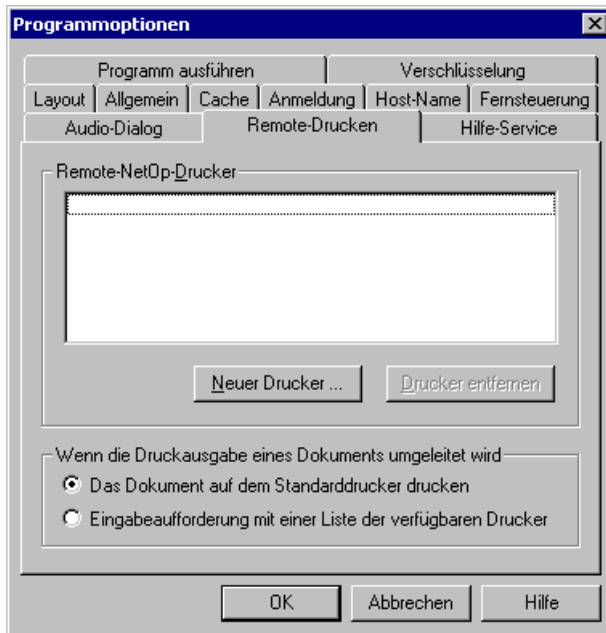 Programmoptionen
Programm ausführen Verschlüsselung
Layout Allgemein Cache Anmeldung Host-Name Fernsteuerung
Audio-Dialog Remote-Drucken Hilfe-Service
Remote-NetOp-Drucker
Neuer Drucker ... Drucker entfernen
Wenn die Druckausgabe eines Dokuments umgeleitet wird
Das Dokument auf dem Standarddrucker drucken
Eingabeaufforderung mit einer Liste der verfügbaren Drucker
OK Abbrechen Hilfe